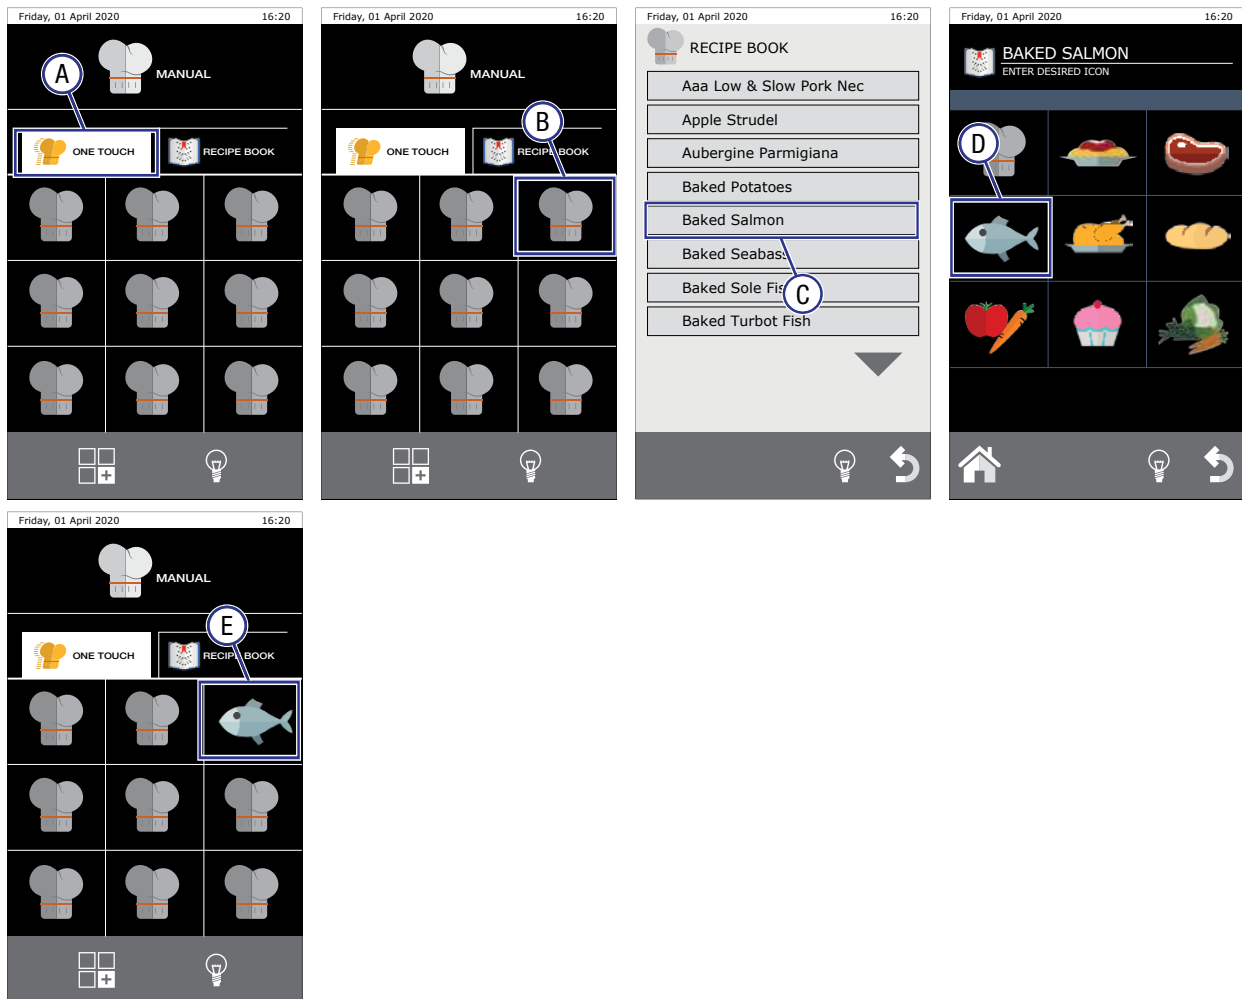 Friday, 01 April 2020 16:20
MANUAL
A
ONE TOUCH
RECIPE BOOK
Friday, 01 April 2020 16:20
MANUAL
B
ONE TOUCH
RECIPE BOOK
Friday, 01 April 2020 16:20
RECIPE BOOK
Aaa Low & Slow Pork Nec
Apple Strudel
Aubergine Parmigiana
Baked Potatoes
Baked Salmon
Baked Seabass
Baked Sole Fis
C
Baked Turbot Fish
Friday, 01 April 2020 16:20
BAKED SALMON
ENTER DESIRED ICON
D
Friday, 01 April 2020 16:20
MANUAL
E
ONE TOUCH
RECIPE BOOK